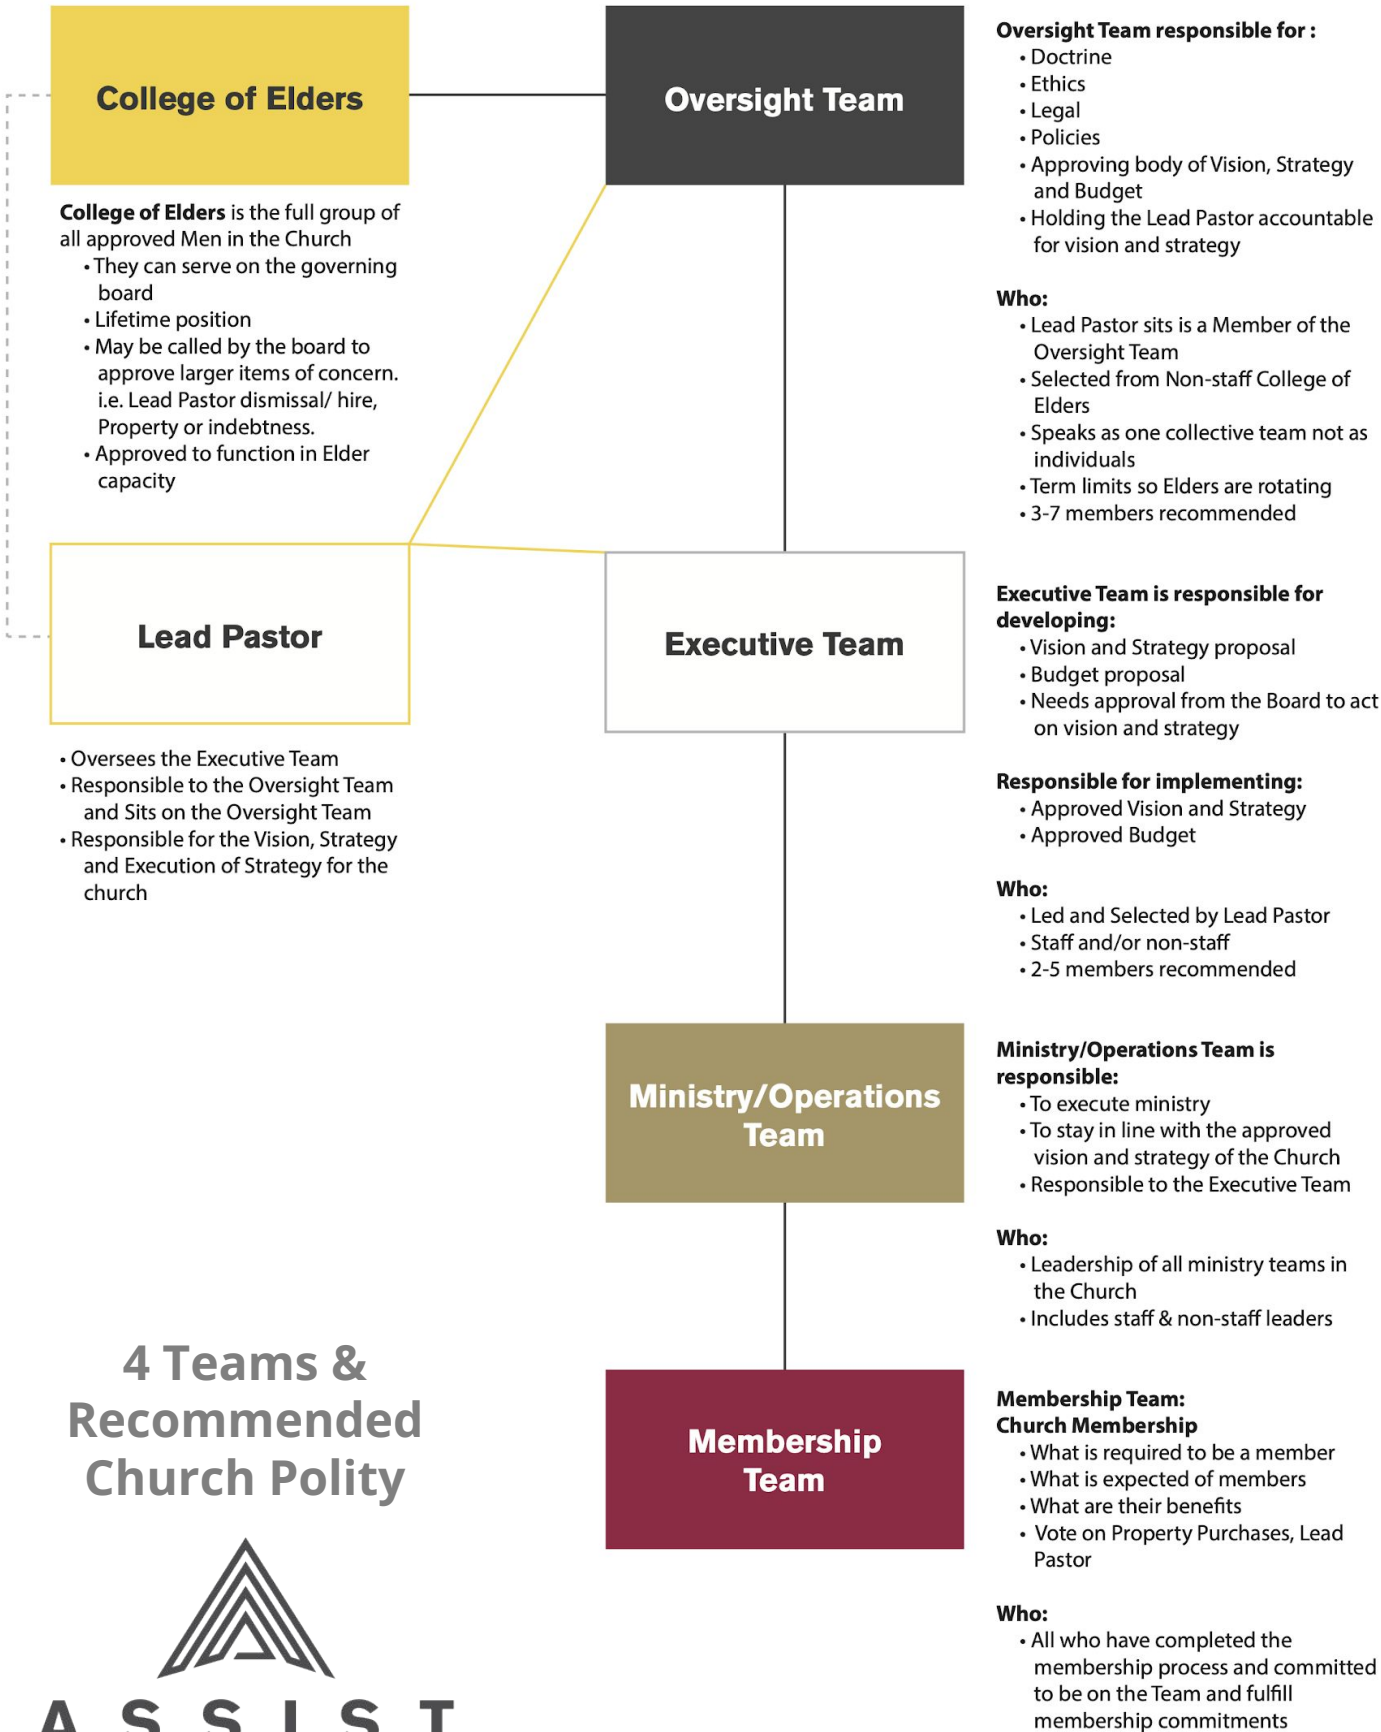 College of Elders
College of Elders is the full group of
all approved Men in the Church
• They can serve on the governing
board
• Lifetime position
• May be called by the board to
approve larger items of concern.
i.e. Lead Pastor dismissal/ hire,
Property or indebtness.
• Approved to function in Elder
capacity
Lead Pastor
• Oversees the Executive Team
• Responsible to the Oversight Team
and Sits on the Oversight Team
• Responsible for the Vision, Strategy
and Execution of Strategy for the
church
Oversight Team
Oversight Team responsible for :
• Doctrine
• Ethics
• Legal
• Policies
• Approving body of Vision, Strategy
and Budget
• Holding the Lead Pastor accountable
for vision and strategy
Who:
• Lead Pastor sits is a Member of the
Oversight Team
• Selected from Non-staff College of
Elders
• Speaks as one collective team not as
individuals
• Term limits so Elders are rotating
• 3-7 members recommended
Executive Team
Executive Team is responsible for
developing:
• Vision and Strategy proposal
• Budget proposal
• Needs approval from the Board to act
on vision and strategy
Responsible for implementing:
• Approved Vision and Strategy
• Approved Budget
Who:
• Led and Selected by Lead Pastor
• Staff and/or non-staff
• 2-5 members recommended
Ministry/Operations
Team
Ministry/Operations Team is
responsible:
• To execute ministry
• To stay in line with the approved
vision and strategy of the Church
• Responsible to the Executive Team
Who:
• Leadership of all ministry teams in
the Church
• Includes staff & non-staff leaders
Membership
Team
Membership Team:
Church Membership
• What is required to be a member
• What is expected of members
• What are their benefits
• Vote on Property Purchases, Lead
Pastor
Who:
• All who have completed the
membership process and committed
to be on the Team and fulfill
membership commitments
4 Teams &
Recommended
Church Polity
ASSIST